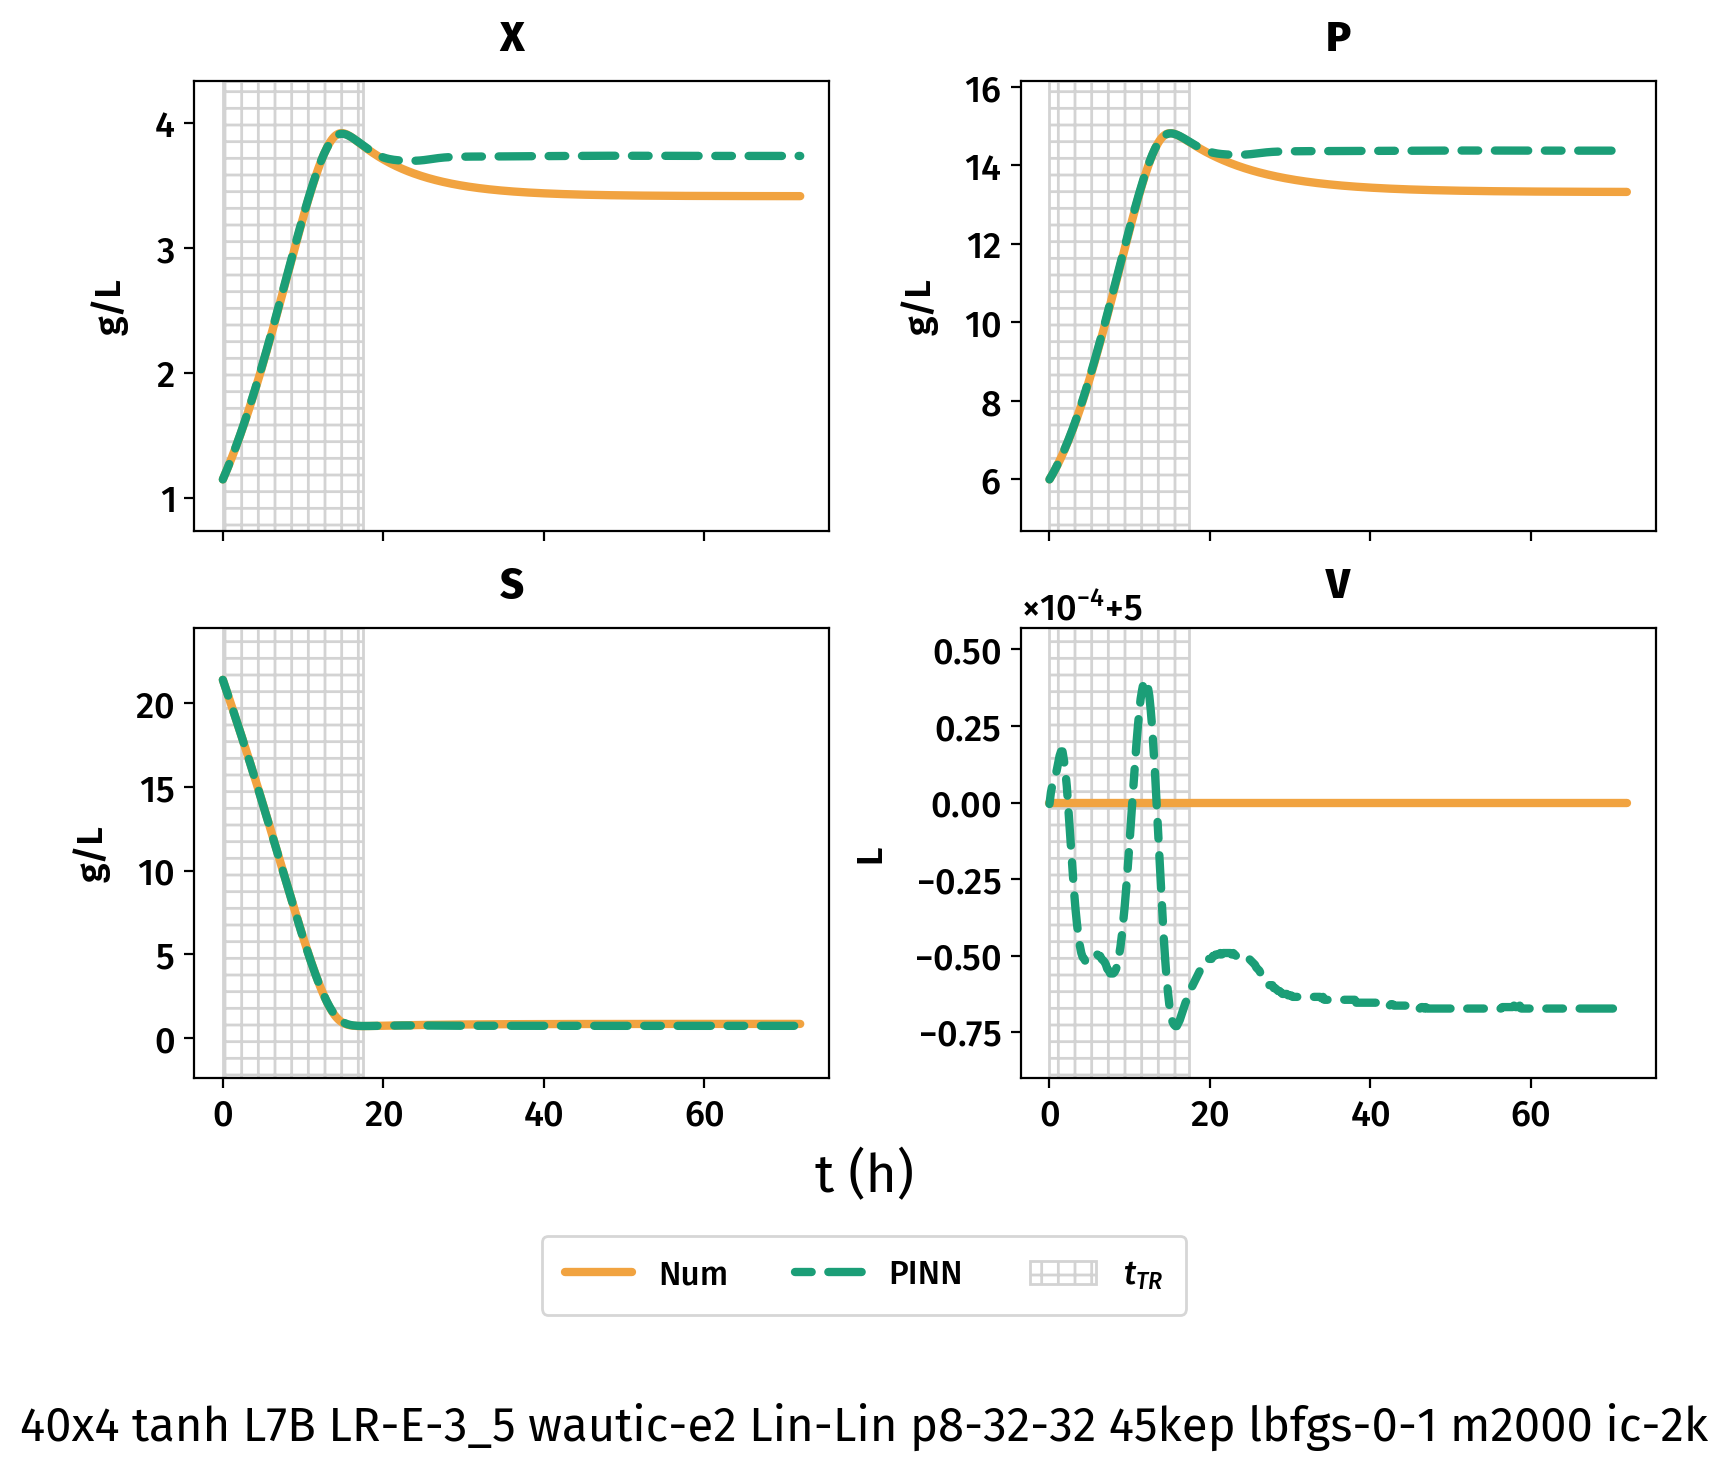 X
P
4
3
2
1
g/L
16
14
12
10
8
6
g/L
S
V
×10⁻⁴+5
20
15
10
5
0
g/L
0.50
0.25
0.00
−0.25
−0.50
−0.75
L
0 20 40 60
0 20 40 60
t (h)
Num PINN t_TR
40x4 tanh L7B LR-E-3_5 wautic-e2 Lin-Lin p8-32-32 45kep lbfgs-0-1 m2000 ic-2k